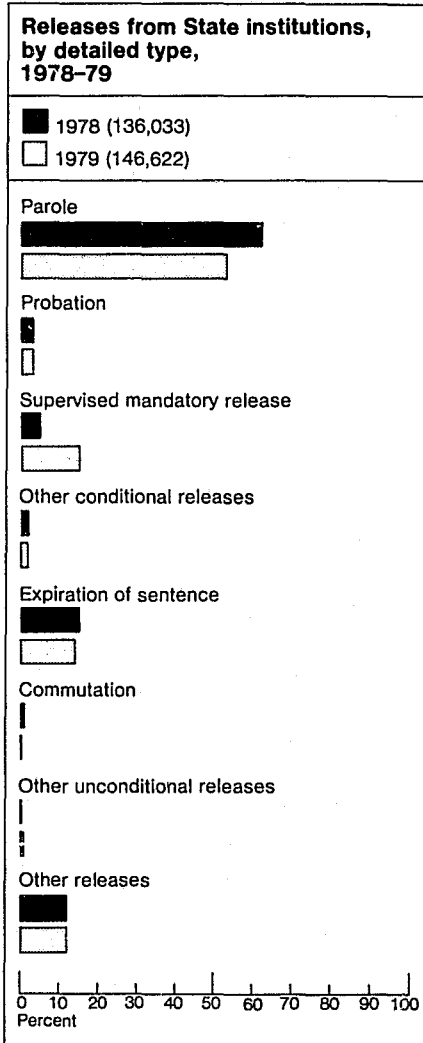 Releases from State institutions,
by detailed type,
1978–79
1978 (136,033)
1979 (146,622)
Parole
Probation
Supervised mandatory release
Other conditional releases
Expiration of sentence
Commutation
Other unconditional releases
Other releases
0 10 20 30 40 50 60 70 80 90 100
Percent